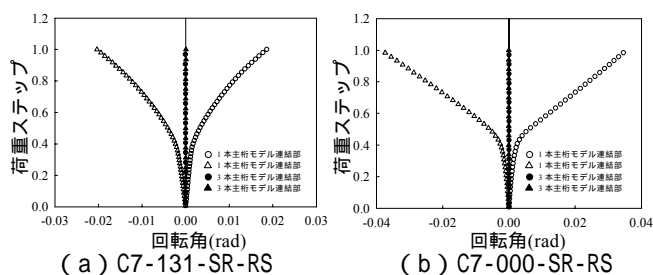 荷重ステップ
1.2
1.0
0.8
0.6
0.4
0.2
0.0
1本主桁モデル連結部
1本主桁モデル連結部
3本主桁モデル連結部
3本主桁モデル連結部
-0.03 -0.02 -0.01 0.00 0.01 0.02 0.03
回転角(rad)
(a) C7-131-SR-RS
荷重ステップ
1.2
1.0
0.8
0.6
0.4
0.2
0.0
1本主桁モデル連結部
1本主桁モデル連結部
3本主桁モデル連結部
3本主桁モデル連結部
-0.04 -0.02 0.00 0.02 0.04
回転角(rad)
(b) C7-000-SR-RS